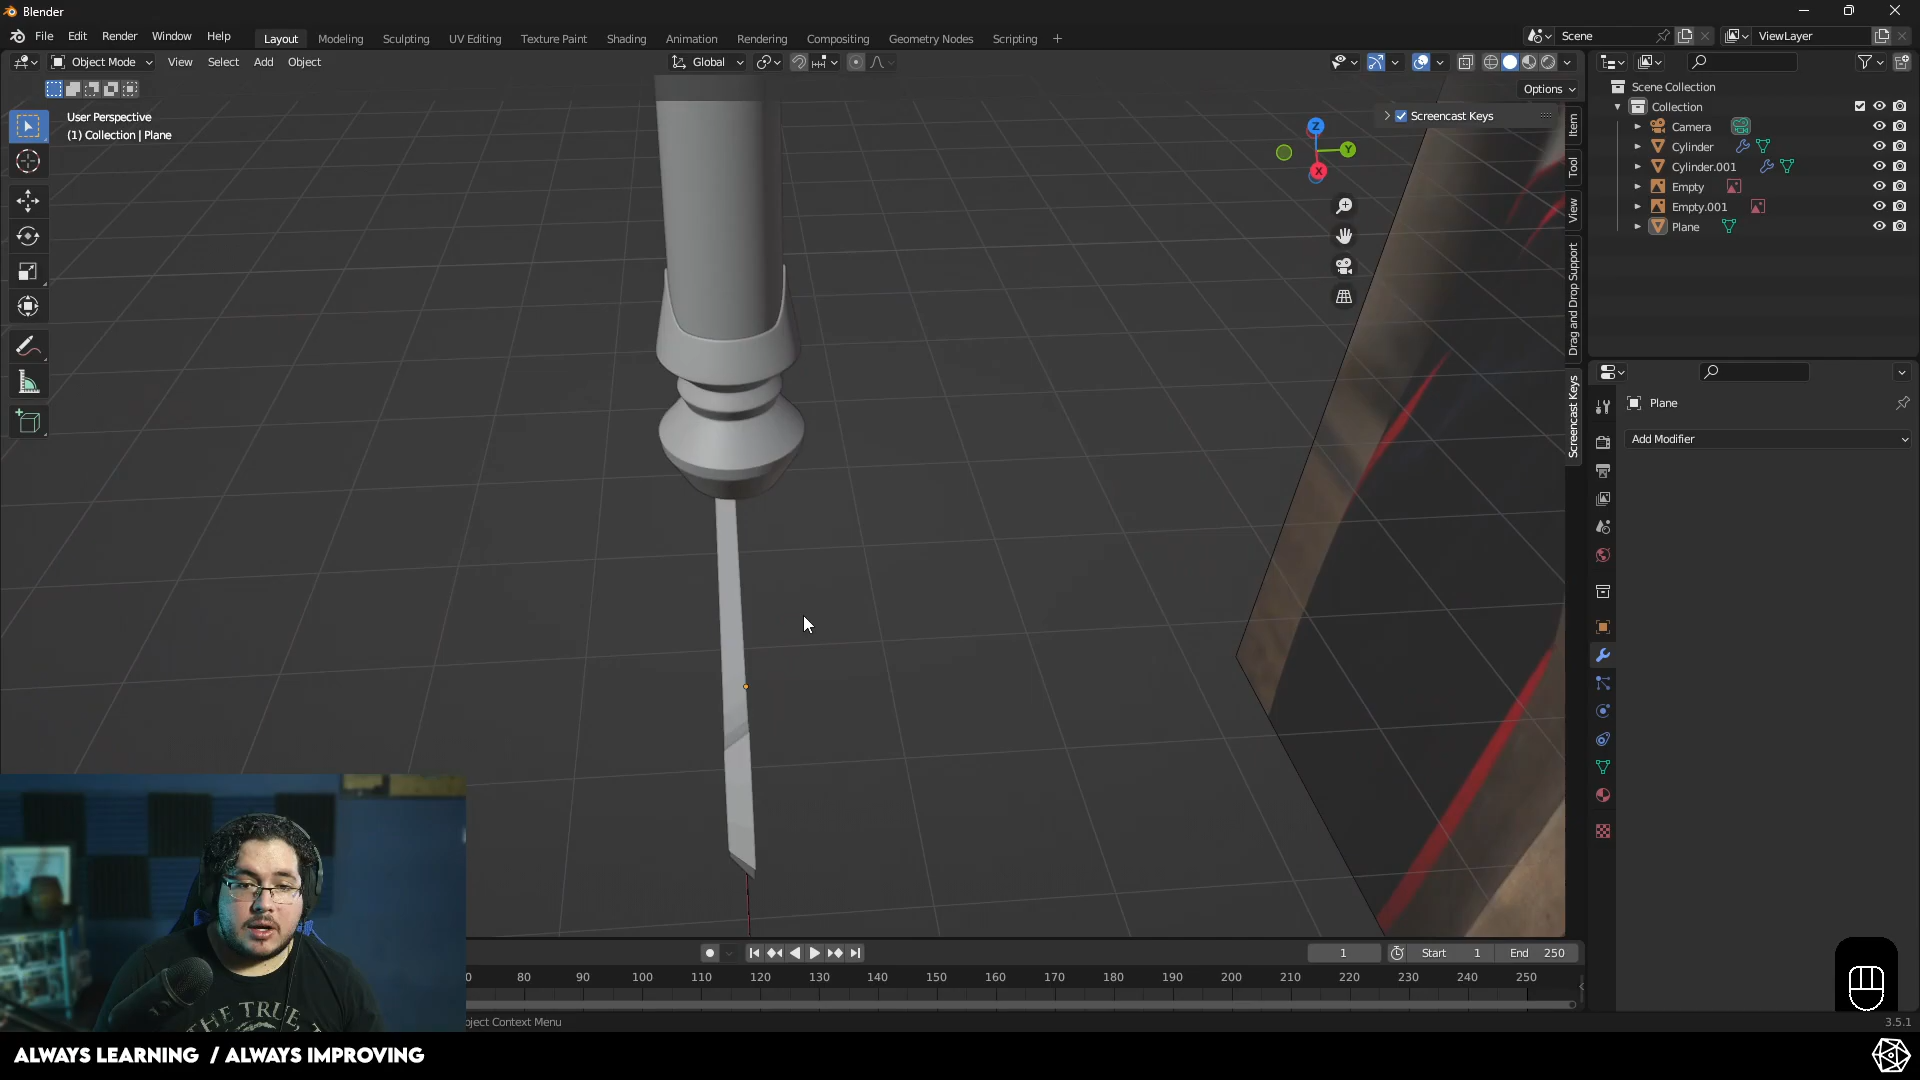 Blender
File Edit Render Window Help
Layout Modeling Sculpting UV Editing Texture Paint Shading Animation Rendering Compositing Geometry Nodes Scripting +
Scene
ViewLayer
Object Mode View Select Add Object
Global
Options
User Perspective
(1) Collection | Plane
Screencast Keys
Z
Y
X
Item
Tool
View
Drag and Drop Support
Screencast Keys
Scene Collection
Collection
Camera
Cylinder
Cylinder.001
Empty
Empty.001
Plane
Plane
Add Modifier
1 Start 1 End 250
80 90 100 110 120 130 140 150 160 170 180 190 200 210 220 230 240 250
oject Context Menu
3.5.1
THE TRUE,
ALWAYS LEARNING / ALWAYS IMPROVING